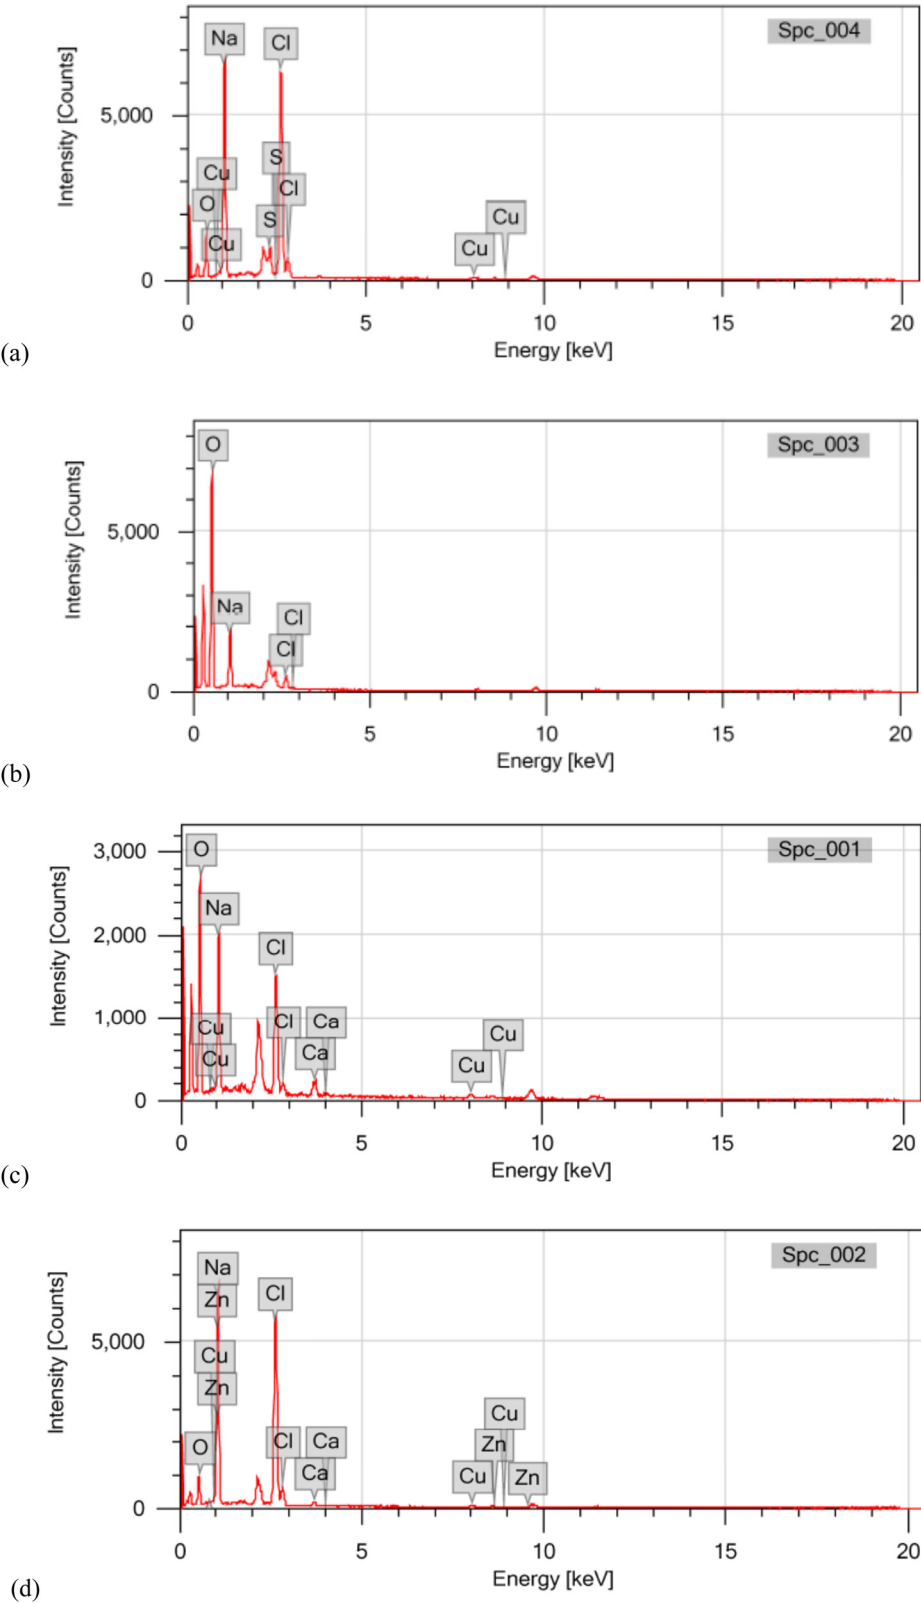 Spc_004
Na
Cl
Intensity [Counts]
5,000
S
Cu
Cl
O
S
Cu
Cu
Cu
0
0 5 10 15 20
Energy [keV]
(a)
Spc_003
O
Intensity [Counts]
5,000
Na
Cl
Cl
0
0 5 10 15 20
Energy [keV]
(b)
Spc_001
3,000
O
Na
Intensity [Counts]
2,000
Cl
1,000
Cu
Cl
Ca
Cu
Cu
Ca
Cu
0
0 5 10 15 20
Energy [keV]
(c)
Spc_002
Na
Cl
Zn
Intensity [Counts]
5,000
Cu
Zn
Cu
O
Cl
Ca
Zn
Ca
Cu
Zn
0
0 5 10 15 20
Energy [keV]
(d)